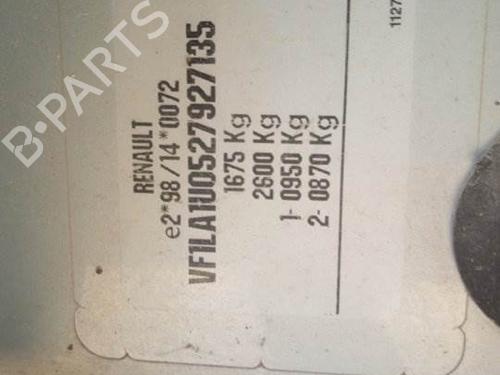 RENAULT
e2*98/14*0072
VF1LA1U0527927135
1675 Kg
2600 Kg
1- 0950 Kg
2- 0870 Kg
1127
B-PARTS